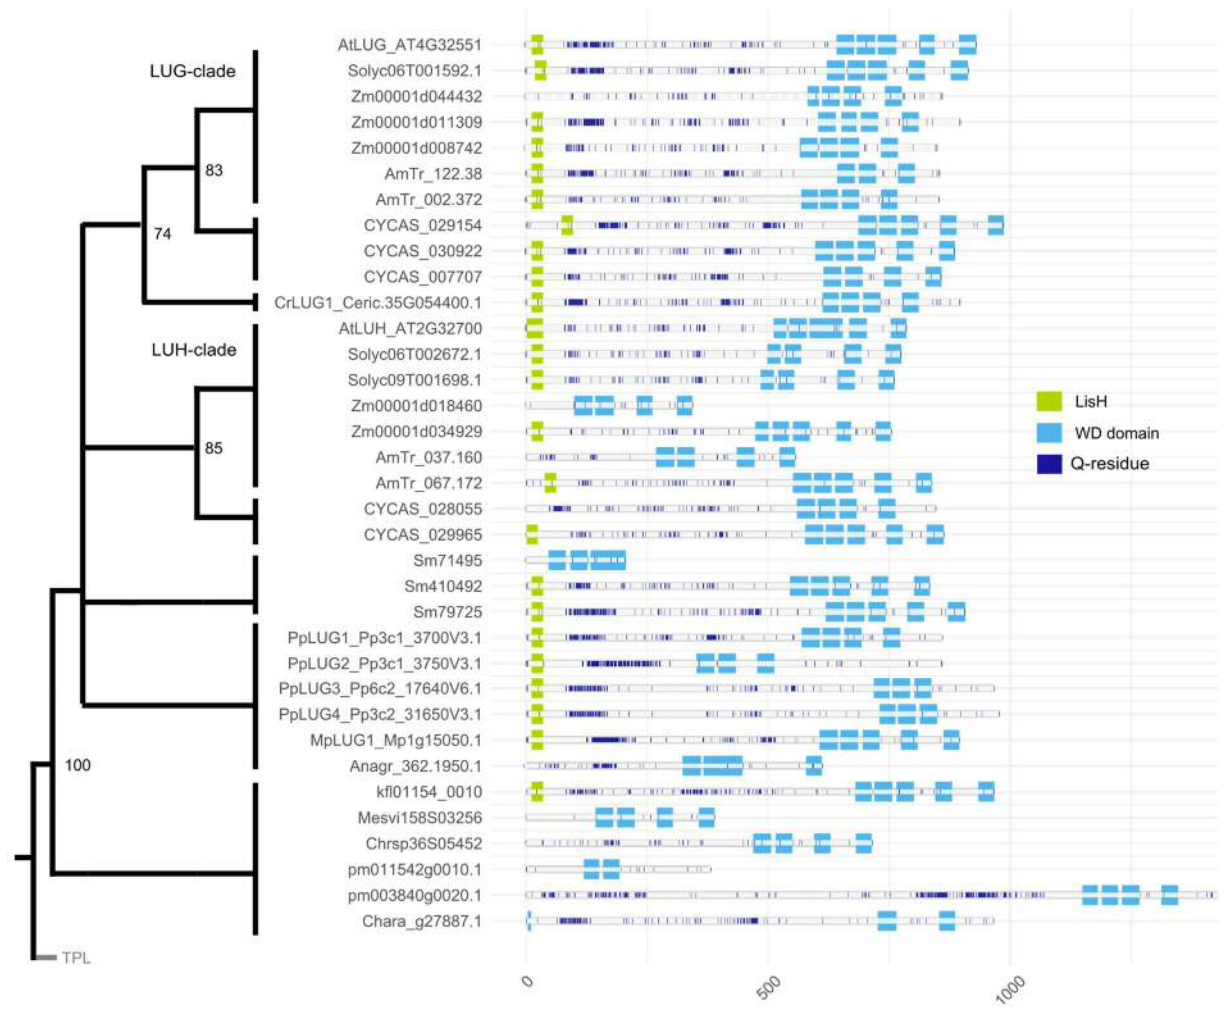 AtLUG_AT4G32551
LUG-clade
Solyc06T001592.1
Zm00001d044432
Zm00001d011309
Zm00001d008742
83
AmTr_122.38
AmTr_002.372
CYCAS_029154
74
CYCAS_030922
CYCAS_007707
CrLUG1_Ceric.35G054400.1
AtLUH_AT2G32700
LUH-clade
Solyc06T002672.1
Solyc09T001698.1
Zm00001d018460
Zm00001d034929
85
AmTr_037.160
AmTr_067.172
CYCAS_028055
CYCAS_029965
Sm71495
Sm410492
Sm79725
PpLUG1_Pp3c1_3700V3.1
PpLUG2_Pp3c1_3750V3.1
PpLUG3_Pp6c2_17640V6.1
PpLUG4_Pp3c2_31650V3.1
MpLUG1_Mp1g15050.1
100
Anagr_362.1950.1
kfl01154_0010
Mesvi158S03256
Chrsp36S05452
pm011542g0010.1
pm003840g0020.1
Chara_g27887.1
TPL
LisH
WD domain
Q-residue
0
500
1000